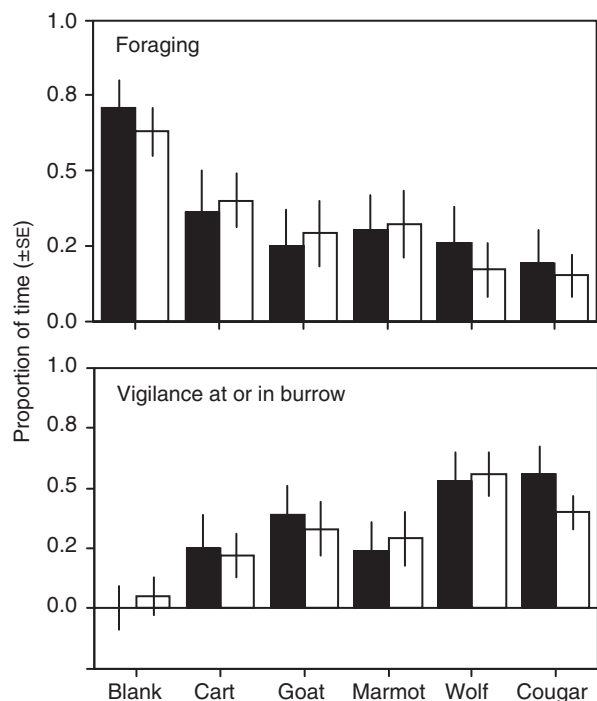 Proportion of time (±SE)
1.0
Foraging
0.8
0.5
0.2
0.0
1.0
Vigilance at or in burrow
0.8
0.5
0.2
0.0
Blank Cart Goat Marmot Wolf Cougar